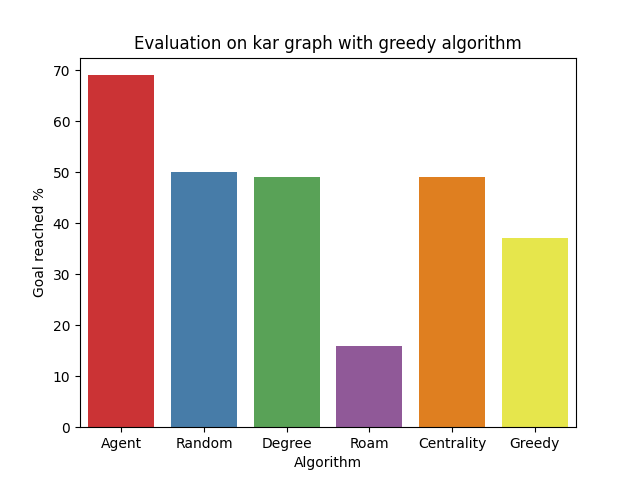 Evaluation on kar graph with greedy algorithm
70
60
50
40
30
20
10
0
Goal reached %
Agent Random Degree Roam Centrality Greedy
Algorithm